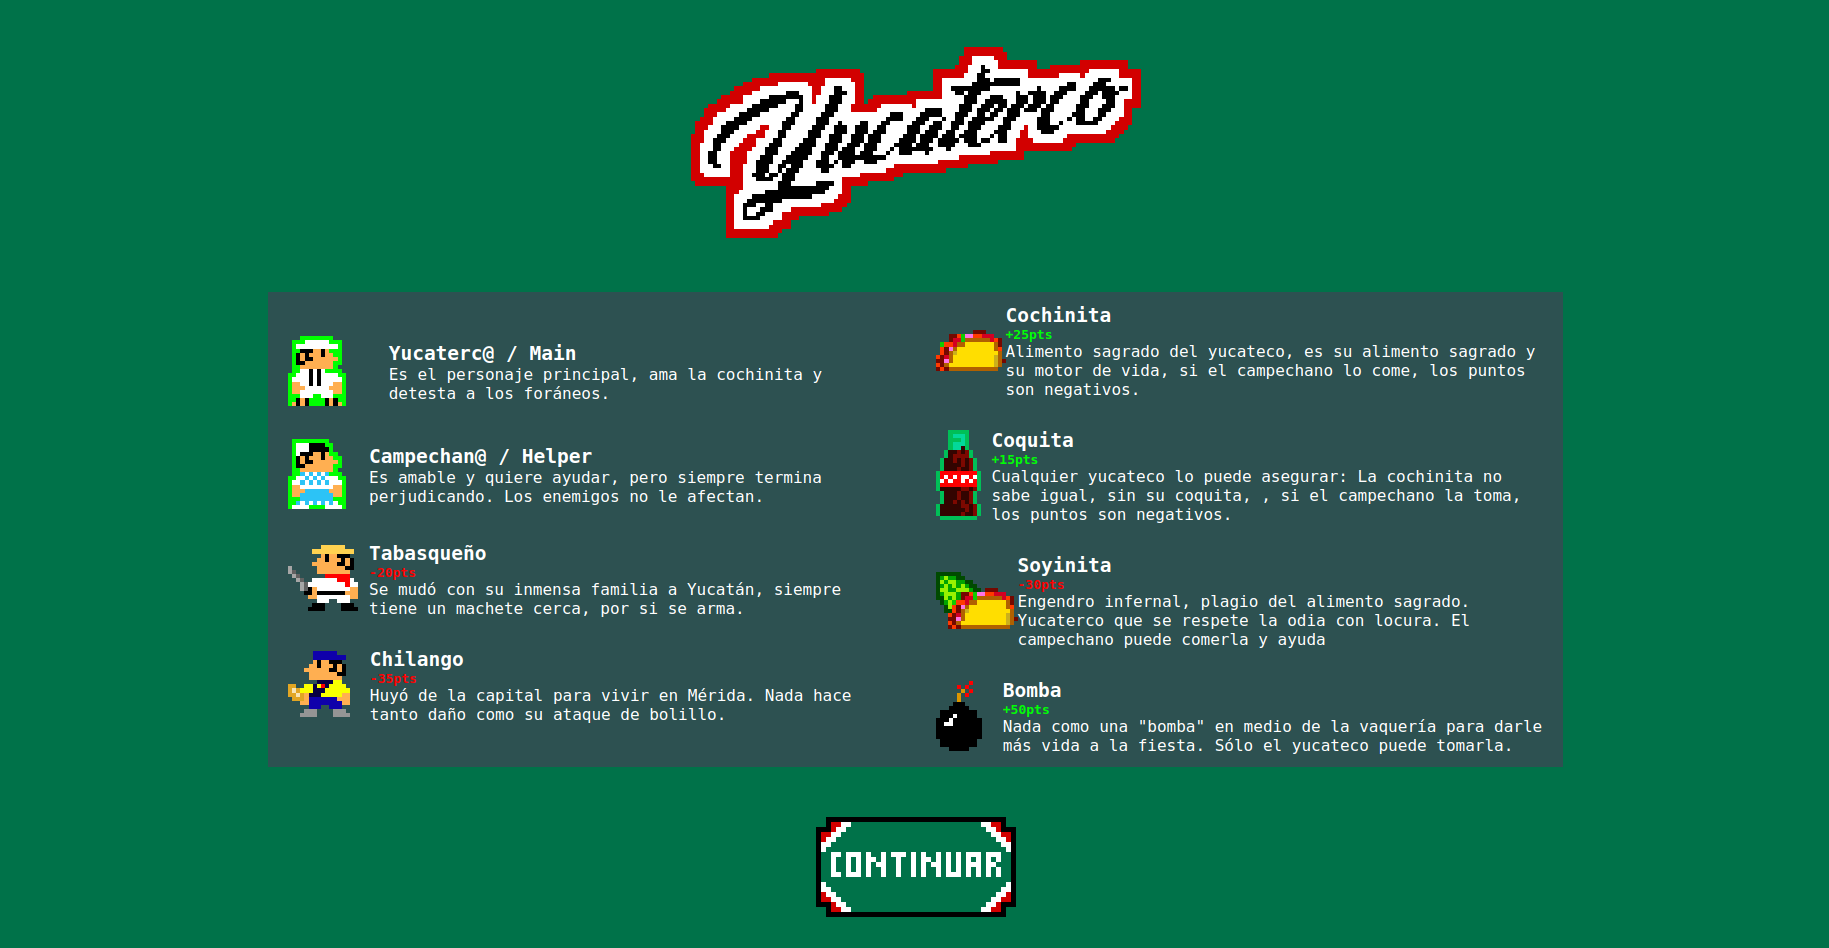 Yucaterco
Yucaterc@ / Main
Es el personaje principal, ama la cochinita y
detesta a los foráneos.
Campechan@ / Helper
Es amable y quiere ayudar, pero siempre termina
perjudicando. Los enemigos no le afectan.
Tabasqueño
-20pts
Se mudó con su inmensa familia a Yucatán, siempre
tiene un machete cerca, por si se arma.
Chilango
-35pts
Huyó de la capital para vivir en Mérida. Nada hace
tanto daño como su ataque de bolillo.
Cochinita
+25pts
Alimento sagrado del yucateco, es su alimento sagrado y
su motor de vida, si el campechano lo come, los puntos
son negativos.
Coquita
+15pts
Cualquier yucateco lo puede asegurar: La cochinita no
sabe igual, sin su coquita, , si el campechano la toma,
los puntos son negativos.
Soyinita
-30pts
Engendro infernal, plagio del alimento sagrado.
Yucaterco que se respete la odia con locura. El
campechano puede comerla y ayuda
Bomba
+50pts
Nada como una "bomba" en medio de la vaquería para darle
más vida a la fiesta. Sólo el yucateco puede tomarla.
CONTINUAR